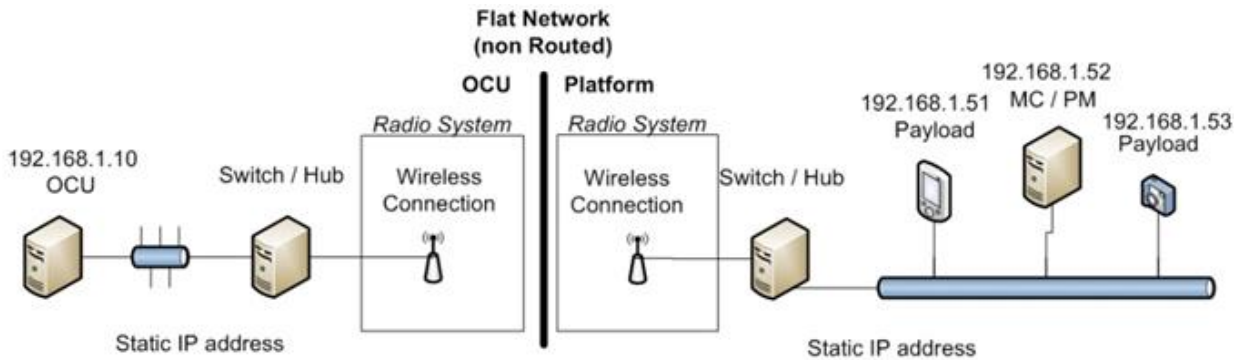 Flat Network
(non Routed)
OCU
Platform
Radio System
Radio System
192.168.1.10
OCU
Switch / Hub
Wireless
Connection
Wireless
Connection
Switch / Hub
192.168.1.51
Payload
192.168.1.52
MC / PM
192.168.1.53
Payload
Static IP address
Static IP address